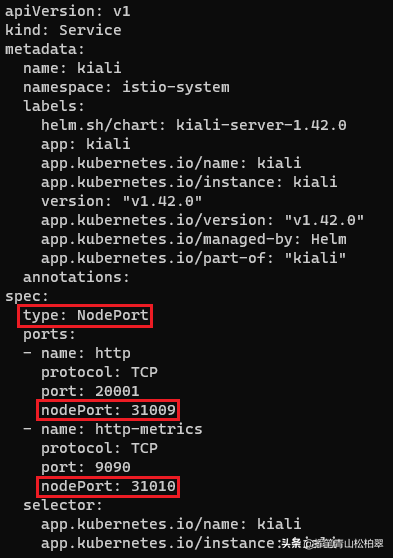 apiVersion: v1
kind: Service
metadata:
  name: kiali
  namespace: istio-system
  labels:
    helm.sh/chart: kiali-server-1.42.0
    app: kiali
    app.kubernetes.io/name: kiali
    app.kubernetes.io/instance: kiali
    version: "v1.42.0"
    app.kubernetes.io/version: "v1.42.0"
    app.kubernetes.io/managed-by: Helm
    app.kubernetes.io/part-of: "kiali"
  annotations:
spec:
  type: NodePort
  ports:
  - name: http
    protocol: TCP
    port: 20001
    nodePort: 31009
  - name: http-metrics
    protocol: TCP
    port: 9090
    nodePort: 31010
  selector:
    app.kubernetes.io/name: kiali
    app.kubernetes.io/instance:
头条 青山松柏翠